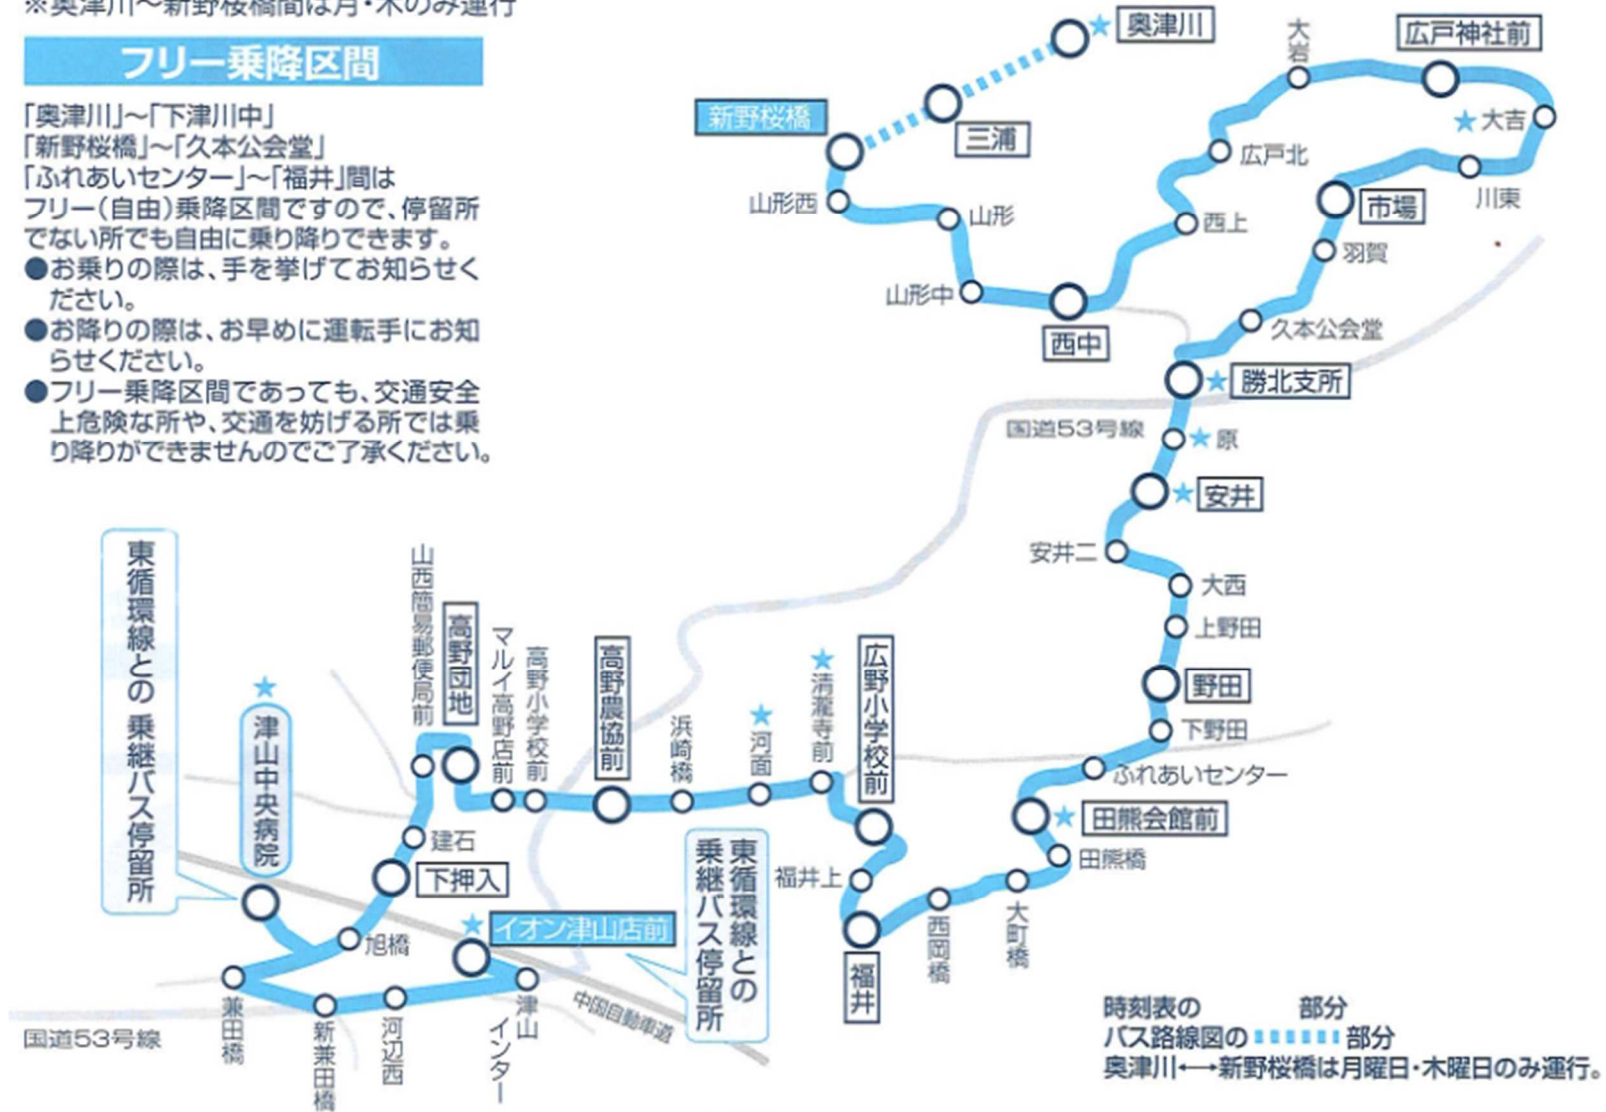 ※奥津川〜新野桜橋間は月・木のみ運行
フリー乗降区間
「奥津川」〜「下津川中」
「新野桜橋」〜「久本公会堂」
「ふれあいセンター」〜「福井」間は
フリー(自由)乗降区間ですので、停留所
でない所でも自由に乗り降りできます。
●お乗りの際は、手を挙げてお知らせく
ださい。
●お降りの際は、お早めに運転手にお知
らせください。
●フリー乗降区間であっても、交通安全
上危険な所や、交通を妨げる所では乗
り降りができませんのでご了承ください。
★奥津川
三浦
新野桜橋
山形西
山形
山形中
西中
西上
広戸北
大岩
広戸神社前
★大吉
川東
市場
羽賀
久本公会堂
★勝北支所
国道53号線
★原
★安井
安井二
大西
上野田
野田
下野田
ふれあいセンター
★田熊会館前
田熊橋
大町橋
西岡橋
福井
福井上
広野小学校前
★清瀧寺前
★河面
浜崎橋
高野農協前
高野小学校前
マルイ高野店前
高野団地
山西簡易郵便局前
建石
下押入
旭橋
★津山中央病院
東循環線との乗継バス停留所
兼田橋
新兼田橋
河辺西
津山インター
★イオン津山店前
東循環線との
乗継バス停留所
中国自動車道
国道53号線
時刻表の 部分
バス路線図の 部分
奥津川←→新野桜橋は月曜日・木曜日のみ運行。